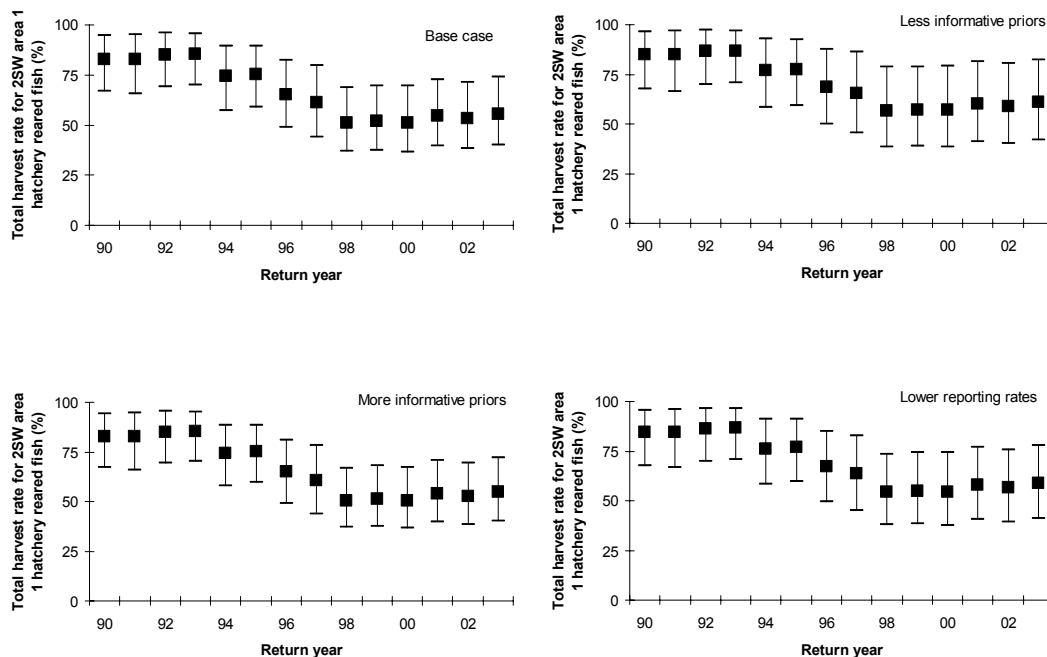 Base case
Total harvest rate for 2SW area 1
hatchery reared fish (%)
100
75
50
25
0
90 92 94 96 98 00 02
Return year
Less informative priors
Total harvest rate for 2SW area
1 hatchery reared fish (%)
100
75
50
25
0
90 92 94 96 98 00 02
Return year
More informative priors
Total harvest rate for 2SW area
1 hatchery reared fish (%)
100
75
50
25
0
90 92 94 96 98 00 02
Return year
Lower reporting rates
Total harvest rate for 2SW area
1 hatchery reared fish (%)
100
75
50
25
0
90 92 94 96 98 00 02
Return year